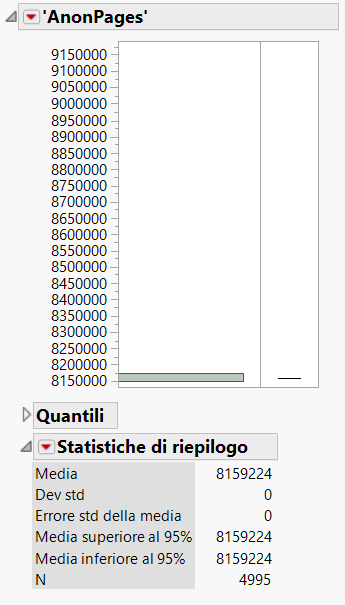 'AnonPages'
9150000
9100000
9050000
9000000
8950000
8900000
8850000
8800000
8750000
8700000
8650000
8600000
8550000
8500000
8450000
8400000
8350000
8300000
8250000
8200000
8150000
Quantili
Statistiche di riepilogo
Media 8159224
Dev std 0
Errore std della media 0
Media superiore al 95% 8159224
Media inferiore al 95% 8159224
N 4995